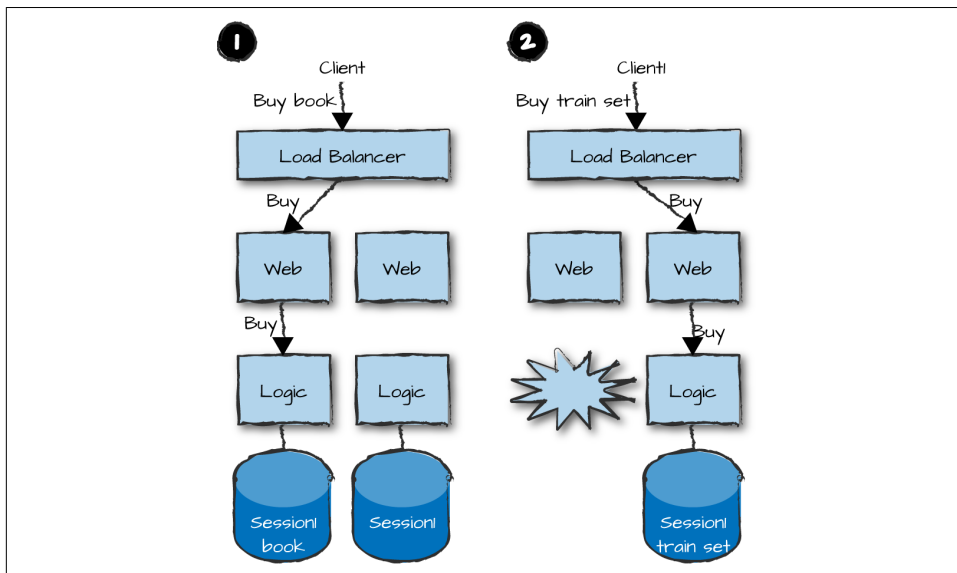 1
Client
Buy book
Load Balancer
Buy
Web
Web
Buy
Logic
Logic
Session1
book
Session1
2
Client1
Buy train set
Load Balancer
Buy
Web
Web
Buy
Logic
Session1
train set